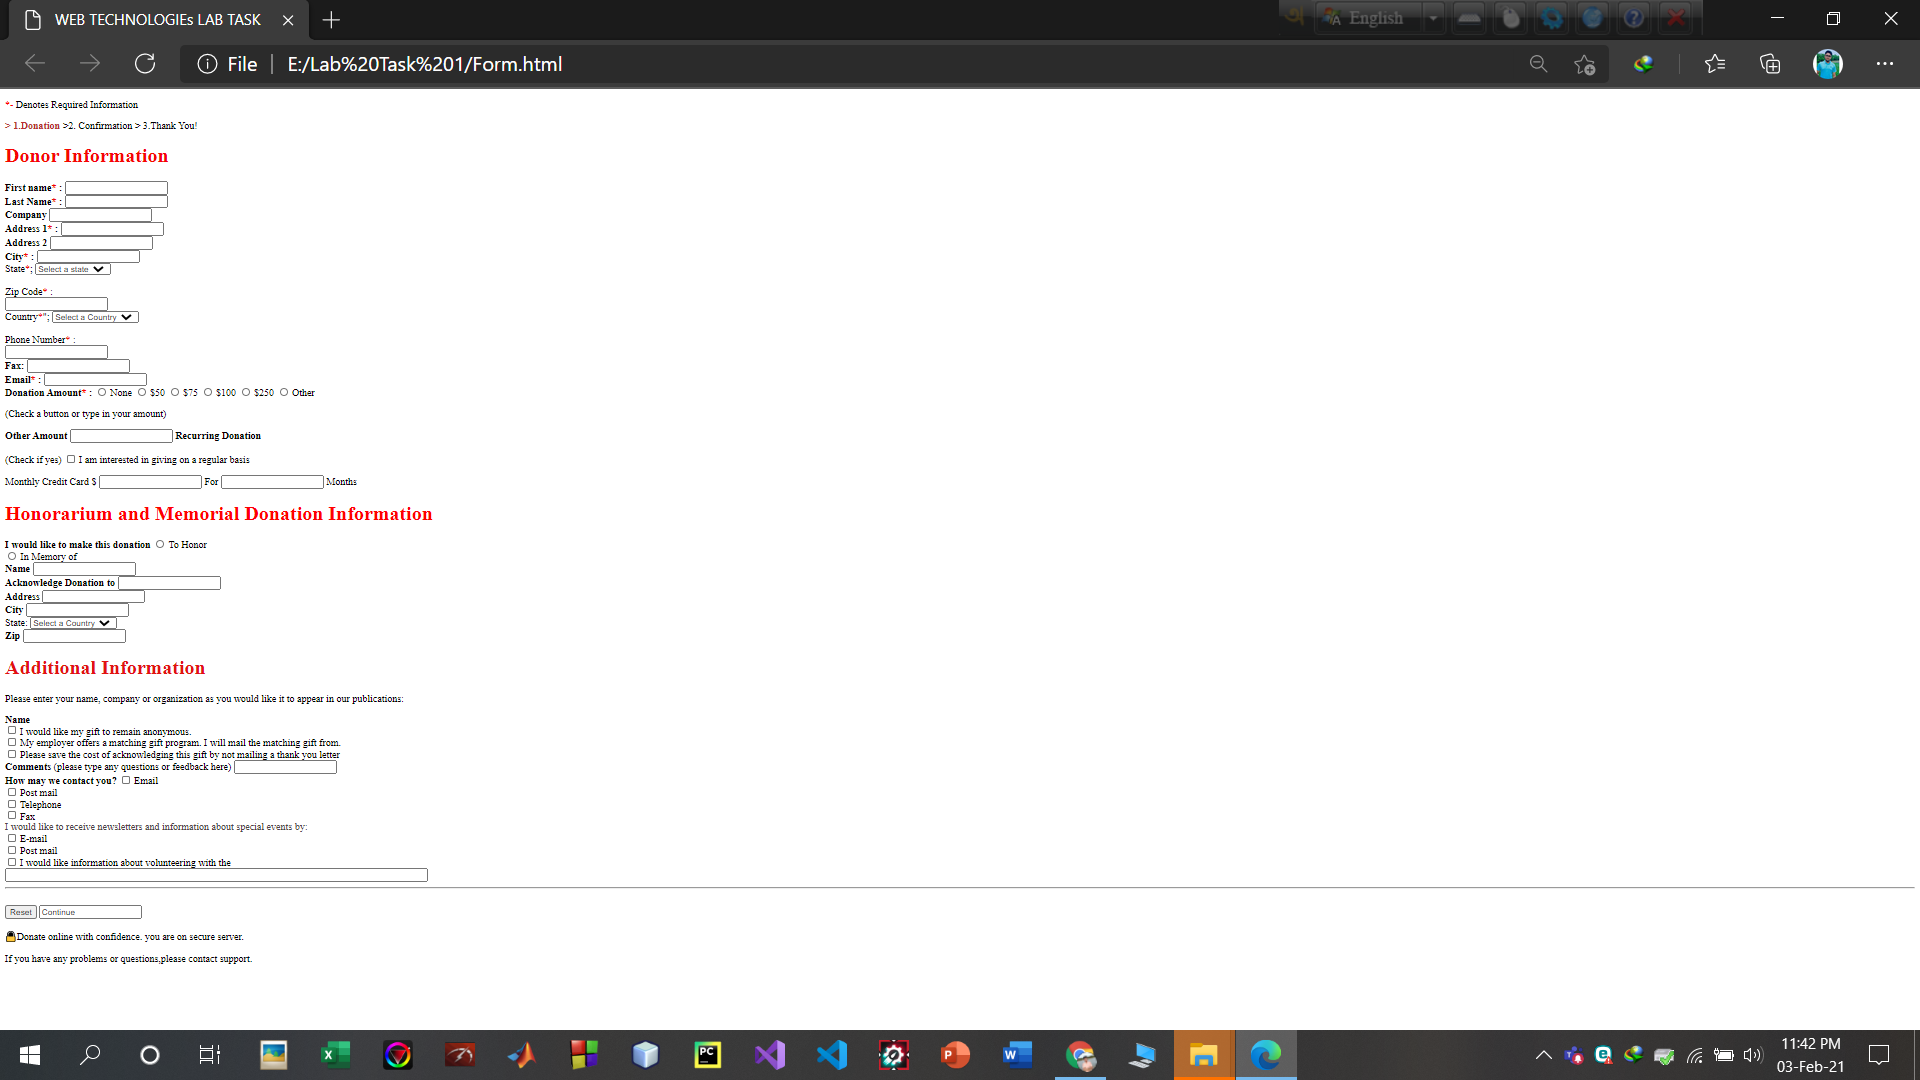 WEB TECHNOLOGIEs LAB TASK
English
File
E:/Lab%20Task%201/Form.html
*- Denotes Required Information
> 1.Donation >2. Confirmation > 3.Thank You!
Donor Information
First name* :
Last Name* :
Company
Address 1* :
Address 2
City* :
State*; Select a state
Zip Code* :
Country*"; Select a Country
Phone Number* :
Fax:
Email* :
Donation Amount* : None $50 $75 $100 $250 Other
(Check a button or type in your amount)
Other Amount Recurring Donation
(Check if yes) I am interested in giving on a regular basis
Monthly Credit Card $ For Months
Honorarium and Memorial Donation Information
I would like to make this donation To Honor
In Memory of
Name
Acknowledge Donation to
Address
City
State: Select a Country
Zip
Additional Information
Please enter your name, company or organization as you would like it to appear in our publications:
Name
I would like my gift to remain anonymous.
My employer offers a matching gift program. I will mail the matching gift from.
Please save the cost of acknowledging this gift by not mailing a thank you letter
Comments (please type any questions or feedback here)
How may we contact you? Email
Post mail
Telephone
Fax
I would like to receive newsletters and information about special events by:
E-mail
Post mail
I would like information about volunteering with the
Reset Continue
Donate online with confidence. you are on secure server.
If you have any problems or questions,please contact support.
11:42 PM
03-Feb-21